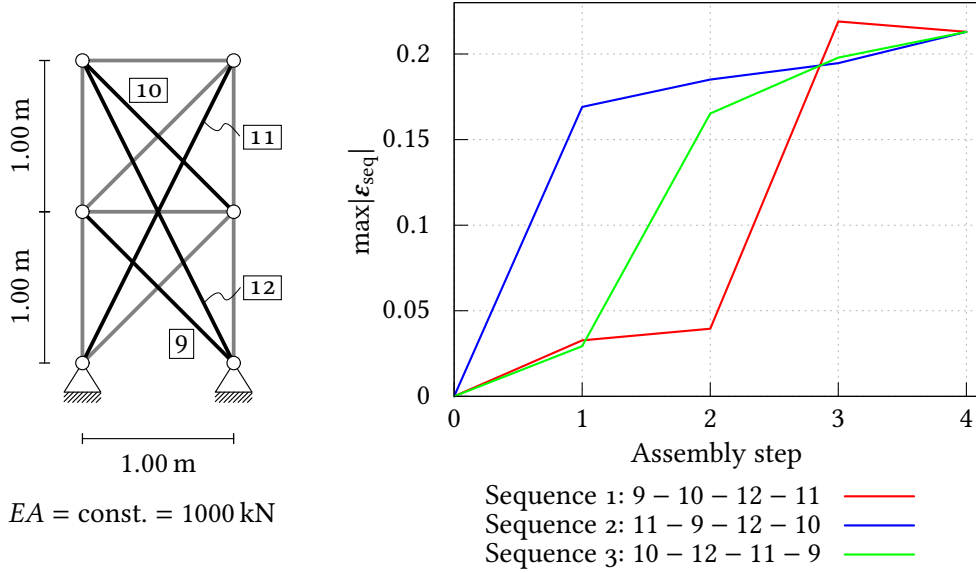 10
11
12
9
1.00 m
1.00 m
1.00 m
EA = const. = 1000 kN
max|εseq|
0.2
0.15
0.1
0.05
0
0 1 2 3 4
Assembly step
Sequence 1: 9 – 10 – 12 – 11
Sequence 2: 11 – 9 – 12 – 10
Sequence 3: 10 – 12 – 11 – 9